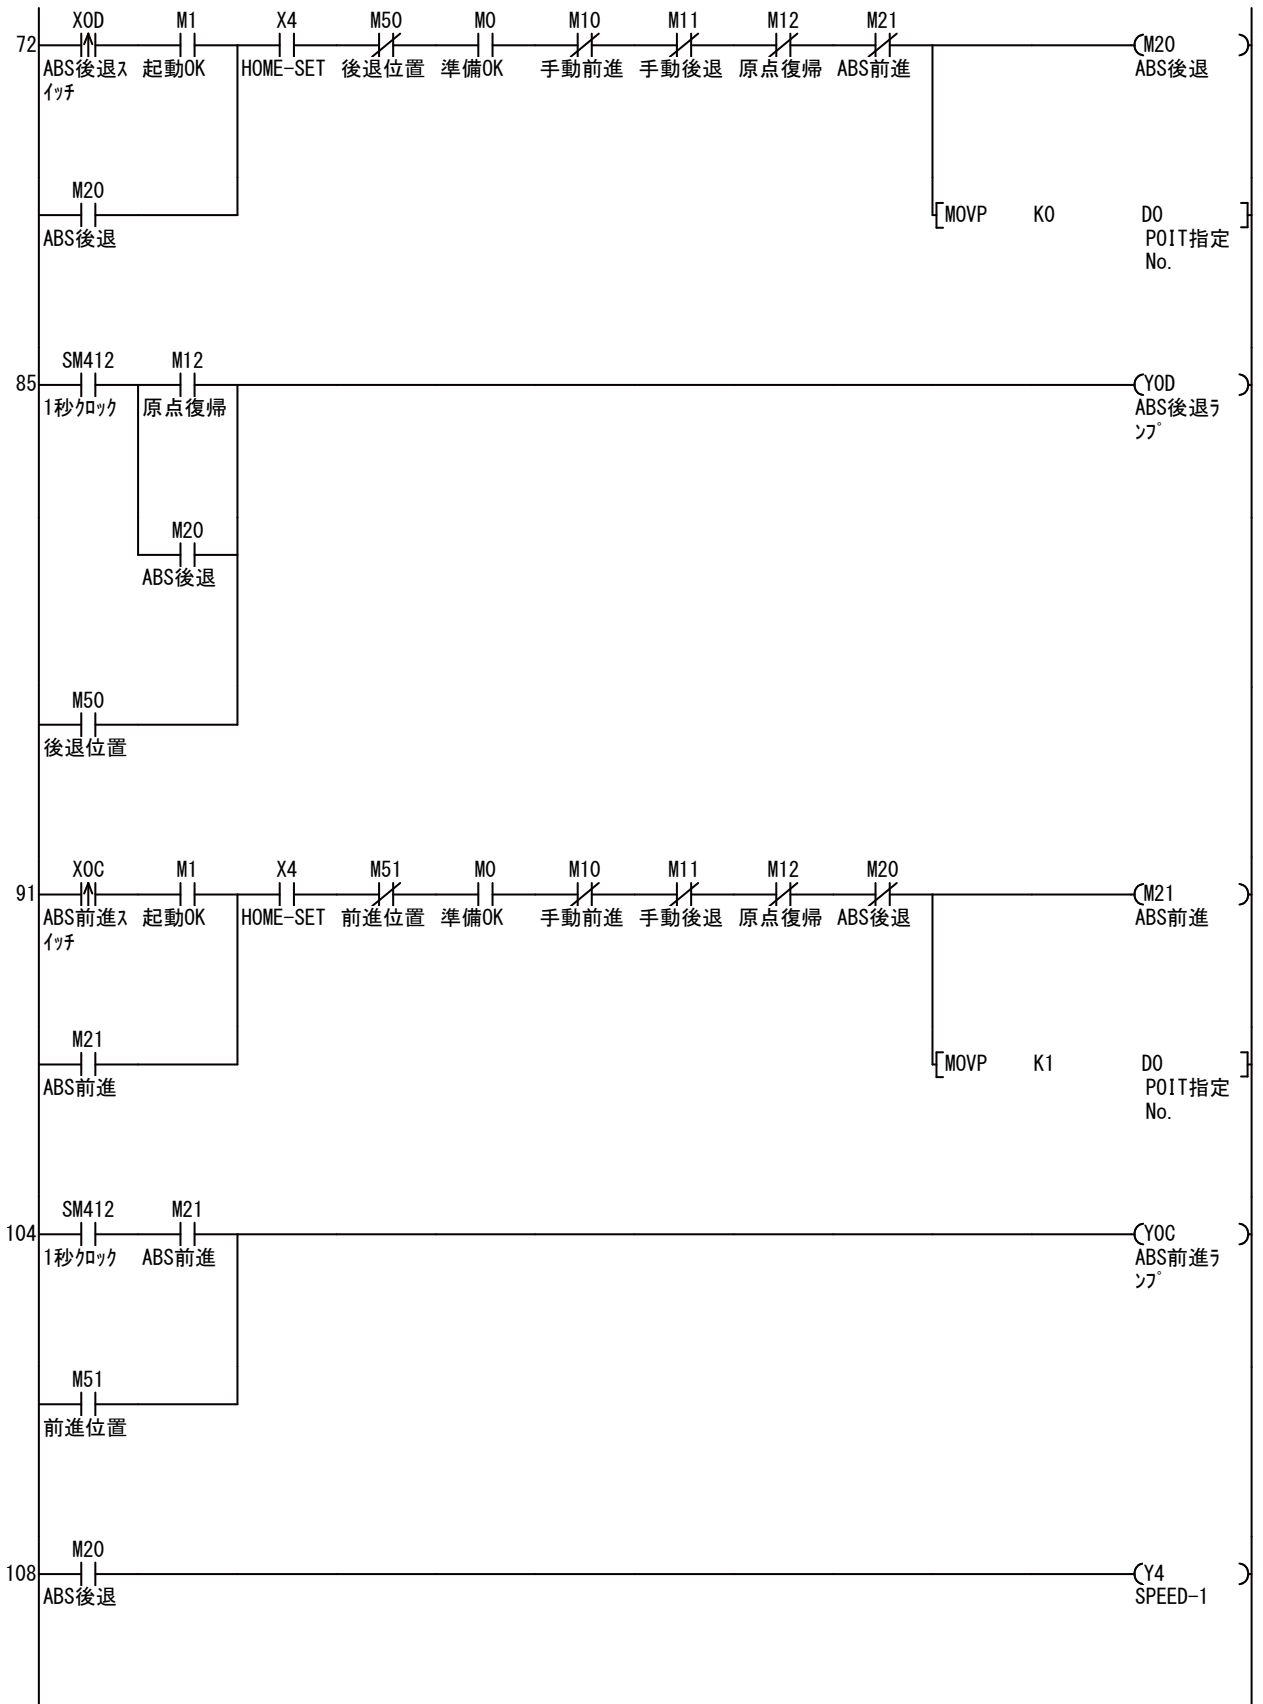 X0D M1 X4 M50 M0 M10 M11 M12 M21
72 (M20 )
ABS後退ス 起動OK HOME-SET 後退位置 準備OK 手動前進 手動後退 原点復帰 ABS前進 ABS後退
イッチ
M20
[MOVP K0 D0 ]
ABS後退 POIT指定
No.
SM412 M12
85 (Y0D )
1秒クロック 原点復帰 ABS後退ラ
ンプ
M20
ABS後退
M50
後退位置
X0C M1 X4 M51 M0 M10 M11 M12 M20
91 (M21 )
ABS前進ス 起動OK HOME-SET 前進位置 準備OK 手動前進 手動後退 原点復帰 ABS後退 ABS前進
イッチ
M21
[MOVP K1 D0 ]
ABS前進 POIT指定
No.
SM412 M21
104 (Y0C )
1秒クロック ABS前進 ABS前進ラ
ンプ
M51
前進位置
M20
108 (Y4 )
ABS後退 SPEED-1